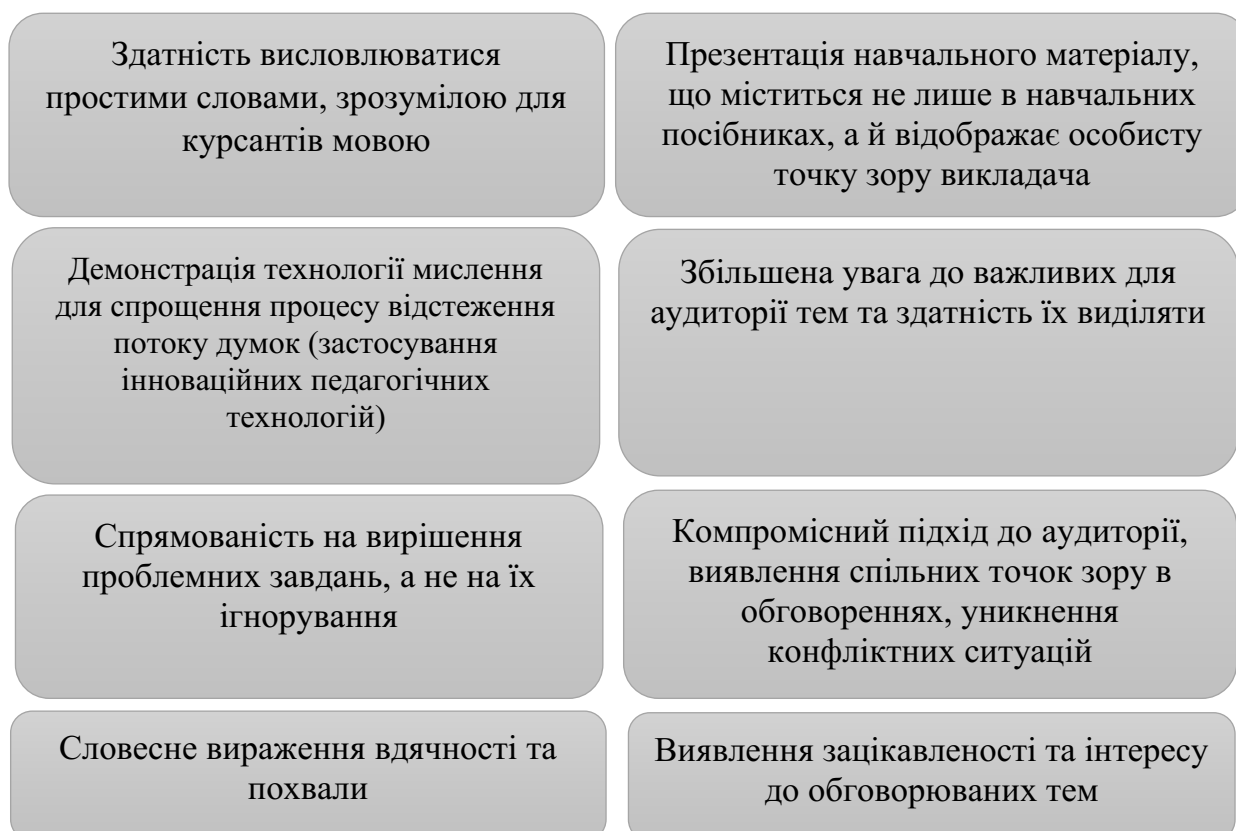 Здатність висловлюватися
простими словами, зрозумілою для
курсантів мовою
Презентація навчального матеріалу,
що міститься не лише в навчальних
посібниках, а й відображає особисту
точку зору викладача
Демонстрація технології мислення
для спрощення процесу відстеження
потоку думок (застосування
інноваційних педагогічних
технологій)
Збільшена увага до важливих для
аудиторії тем та здатність їх виділяти
Спрямованість на вирішення
проблемних завдань, а не на їх
ігнорування
Компромісний підхід до аудиторії,
виявлення спільних точок зору в
обговореннях, уникнення
конфліктних ситуацій
Словесне вираження вдячності та
похвали
Виявлення зацікавленості та інтересу
до обговорюваних тем